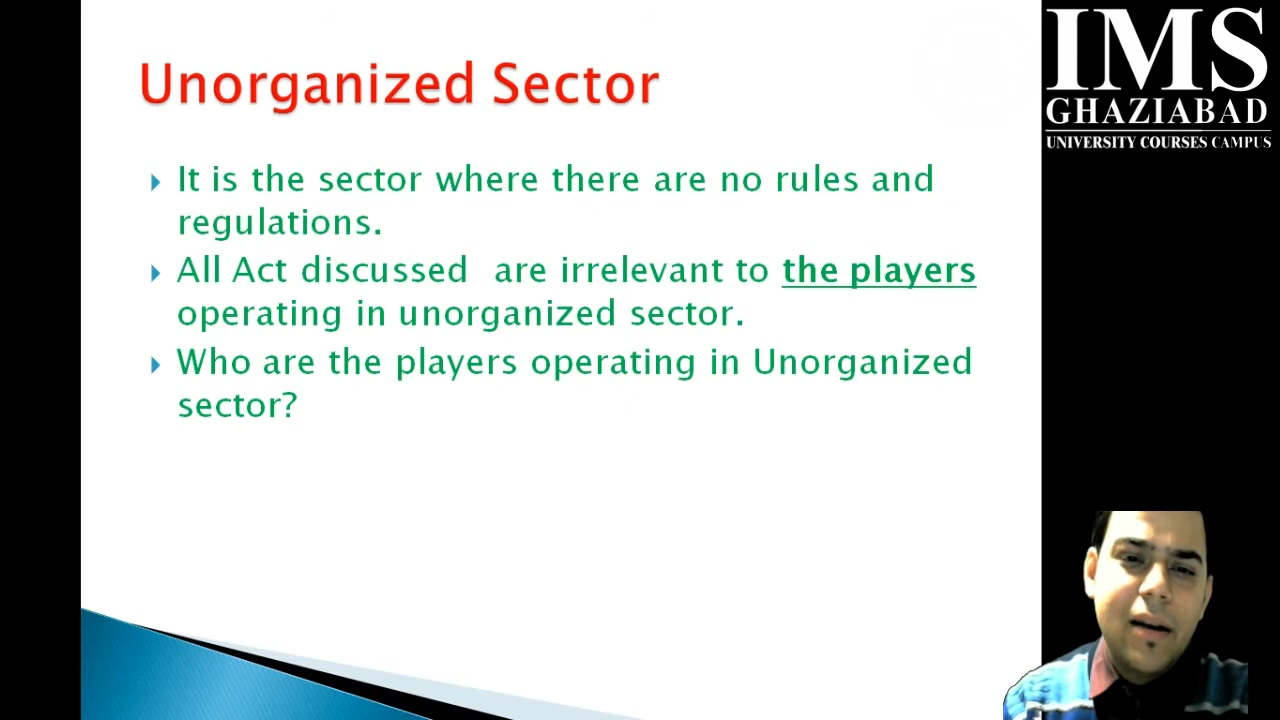 Unorganized Sector
It is the sector where there are no rules and
regulations.
All Act discussed are irrelevant to the players
operating in unorganized sector.
Who are the players operating in Unorganized
sector?
IMS
GHAZIABAD
UNIVERSITY COURSES CAMPUS